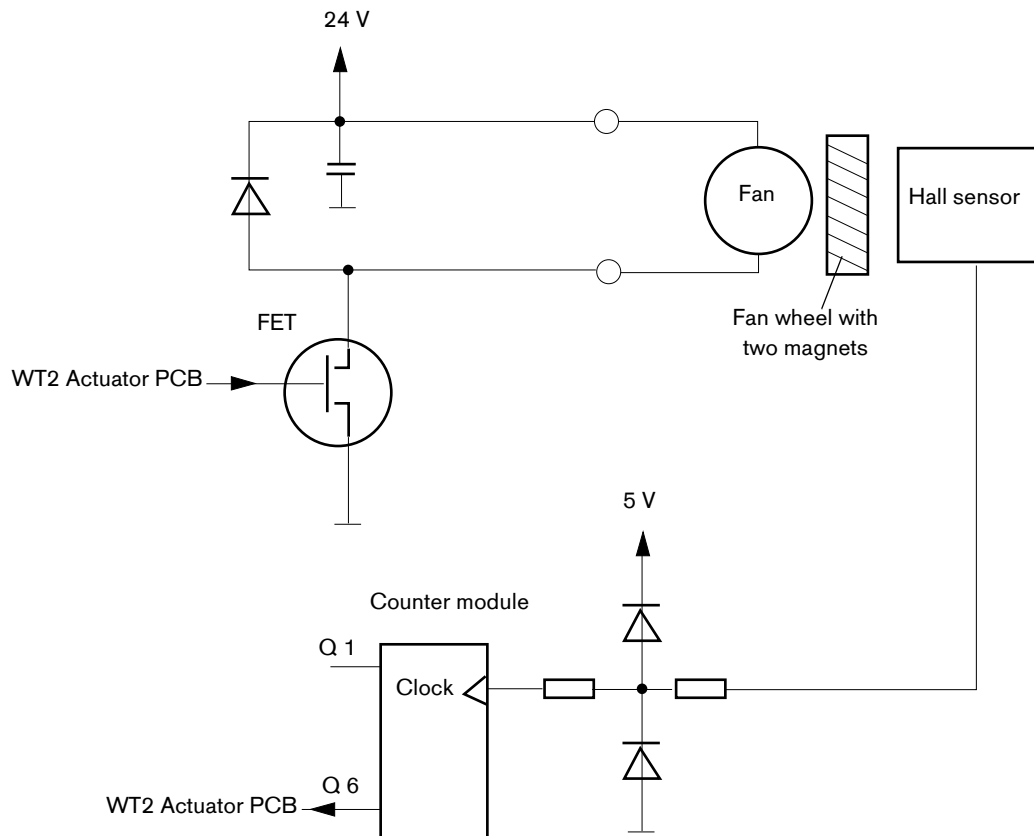 24 V
Fan
Hall sensor
Fan wheel with
two magnets
FET
WT2 Actuator PCB
5 V
Counter module
Q 1
Clock
Q 6
WT2 Actuator PCB